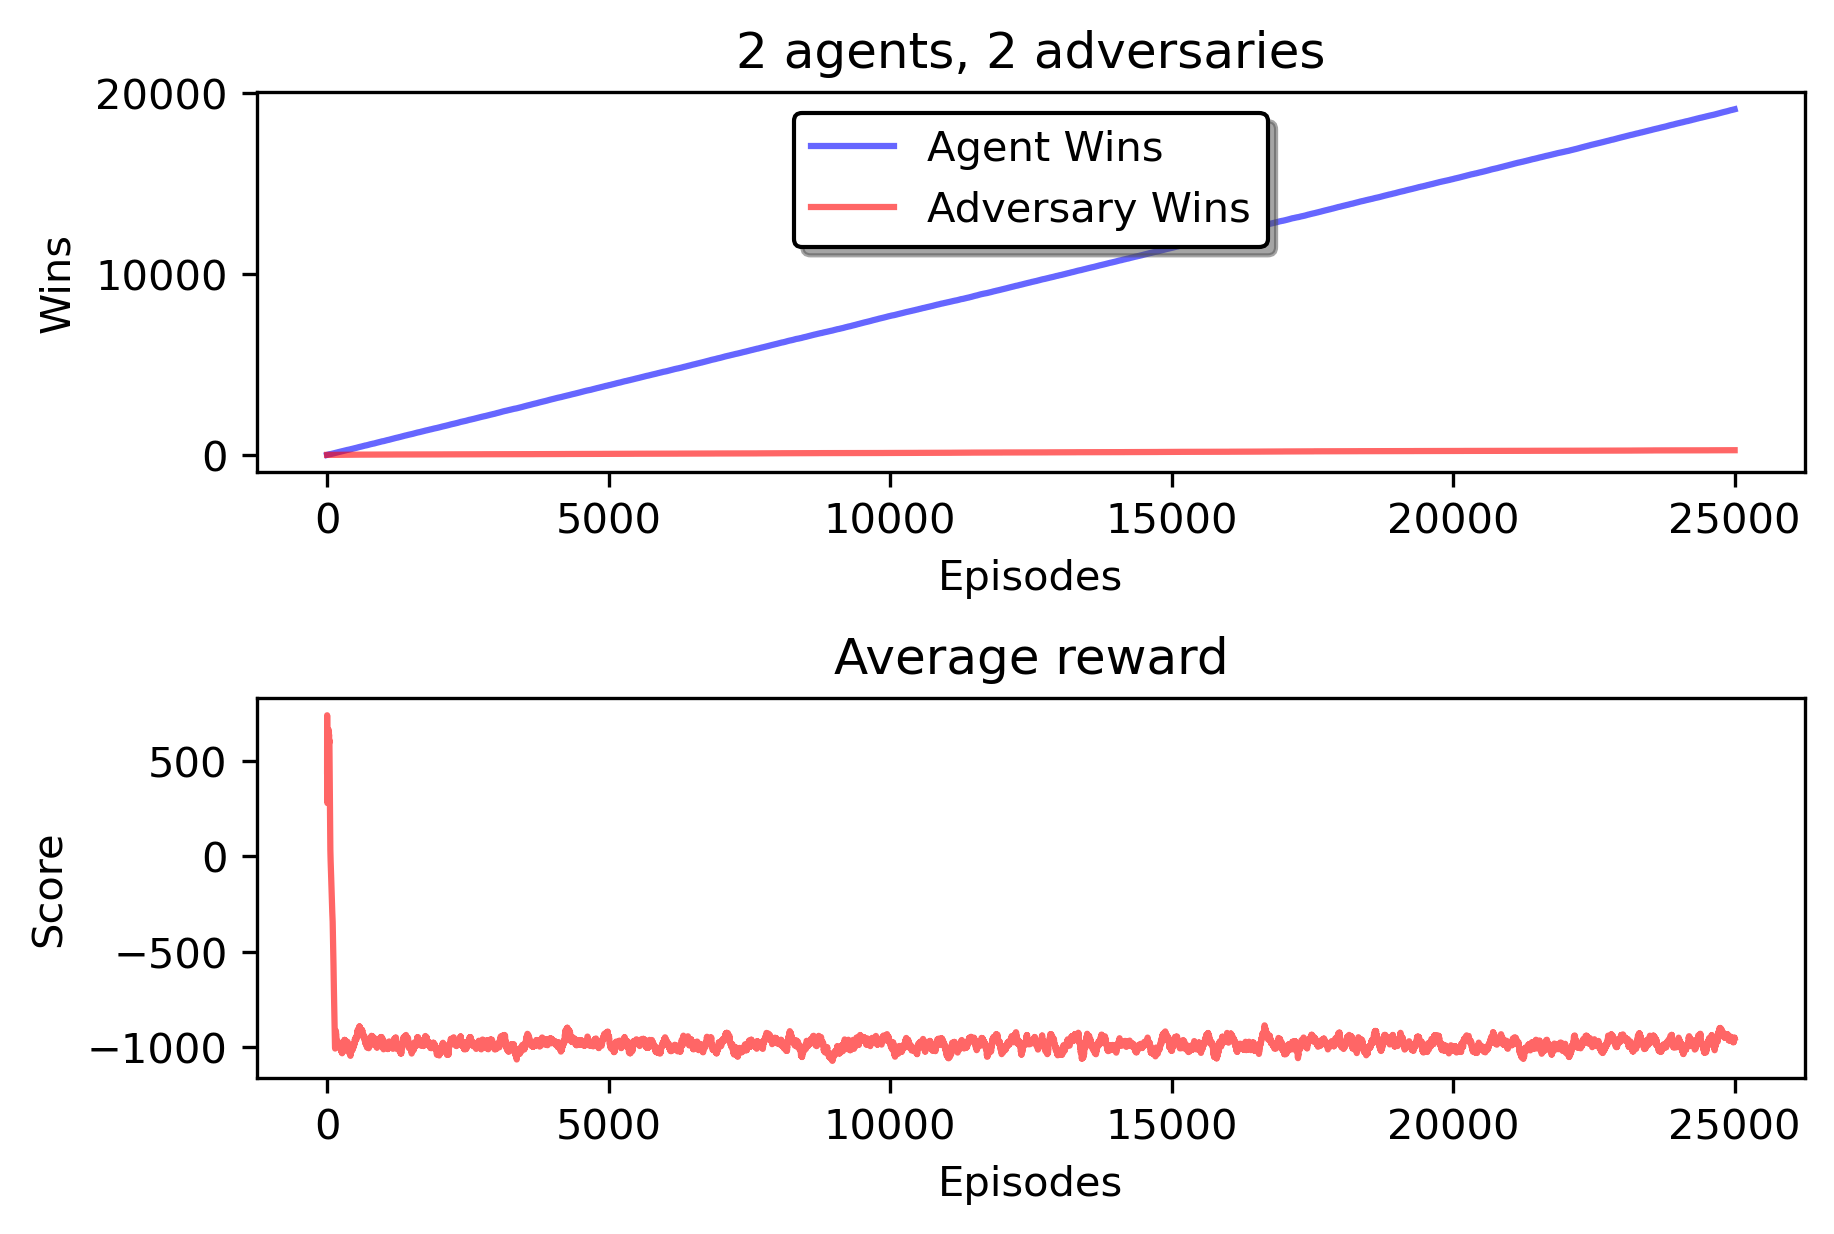 2 agents, 2 adversaries
20000
10000
0
Wins
Agent Wins
Adversary Wins
0 5000 10000 15000 20000 25000
Episodes
Average reward
500
0
−500
−1000
Score
0 5000 10000 15000 20000 25000
Episodes